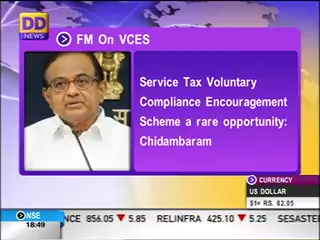 DD
NEWS
FM On VCES
Service Tax Voluntary
Compliance Encouragement
Scheme a rare opportunity:
Chidambaram
CURRENCY
US DOLLAR
$1= RS. 62.05
NSE
18:49
NCE 856.05 ▼ 5.85 RELINFRA 425.10 ▼ 5.25 SESASTE